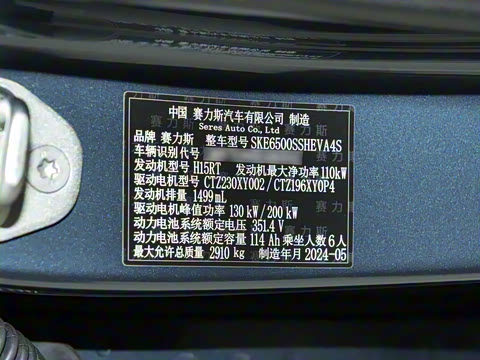 中国 赛力斯汽车有限公司 制造
Seres Auto Co., Ltd
品牌 赛力斯 整车型号 SKE6500SSHEVA4S
车辆识别代号
发动机型号 H15RT 发动机最大净功率 110kW
驱动电机型号 CTZ230XY002 / CTZ196XY0P4
发动机排量 1499mL
驱动电机峰值功率 130 kW / 200 kW
动力电池系统额定电压 351.4 V
动力电池系统额定容量 114 Ah 乘坐人数 6 人
最大允许总质量 2910 kg 制造年月 2024-05